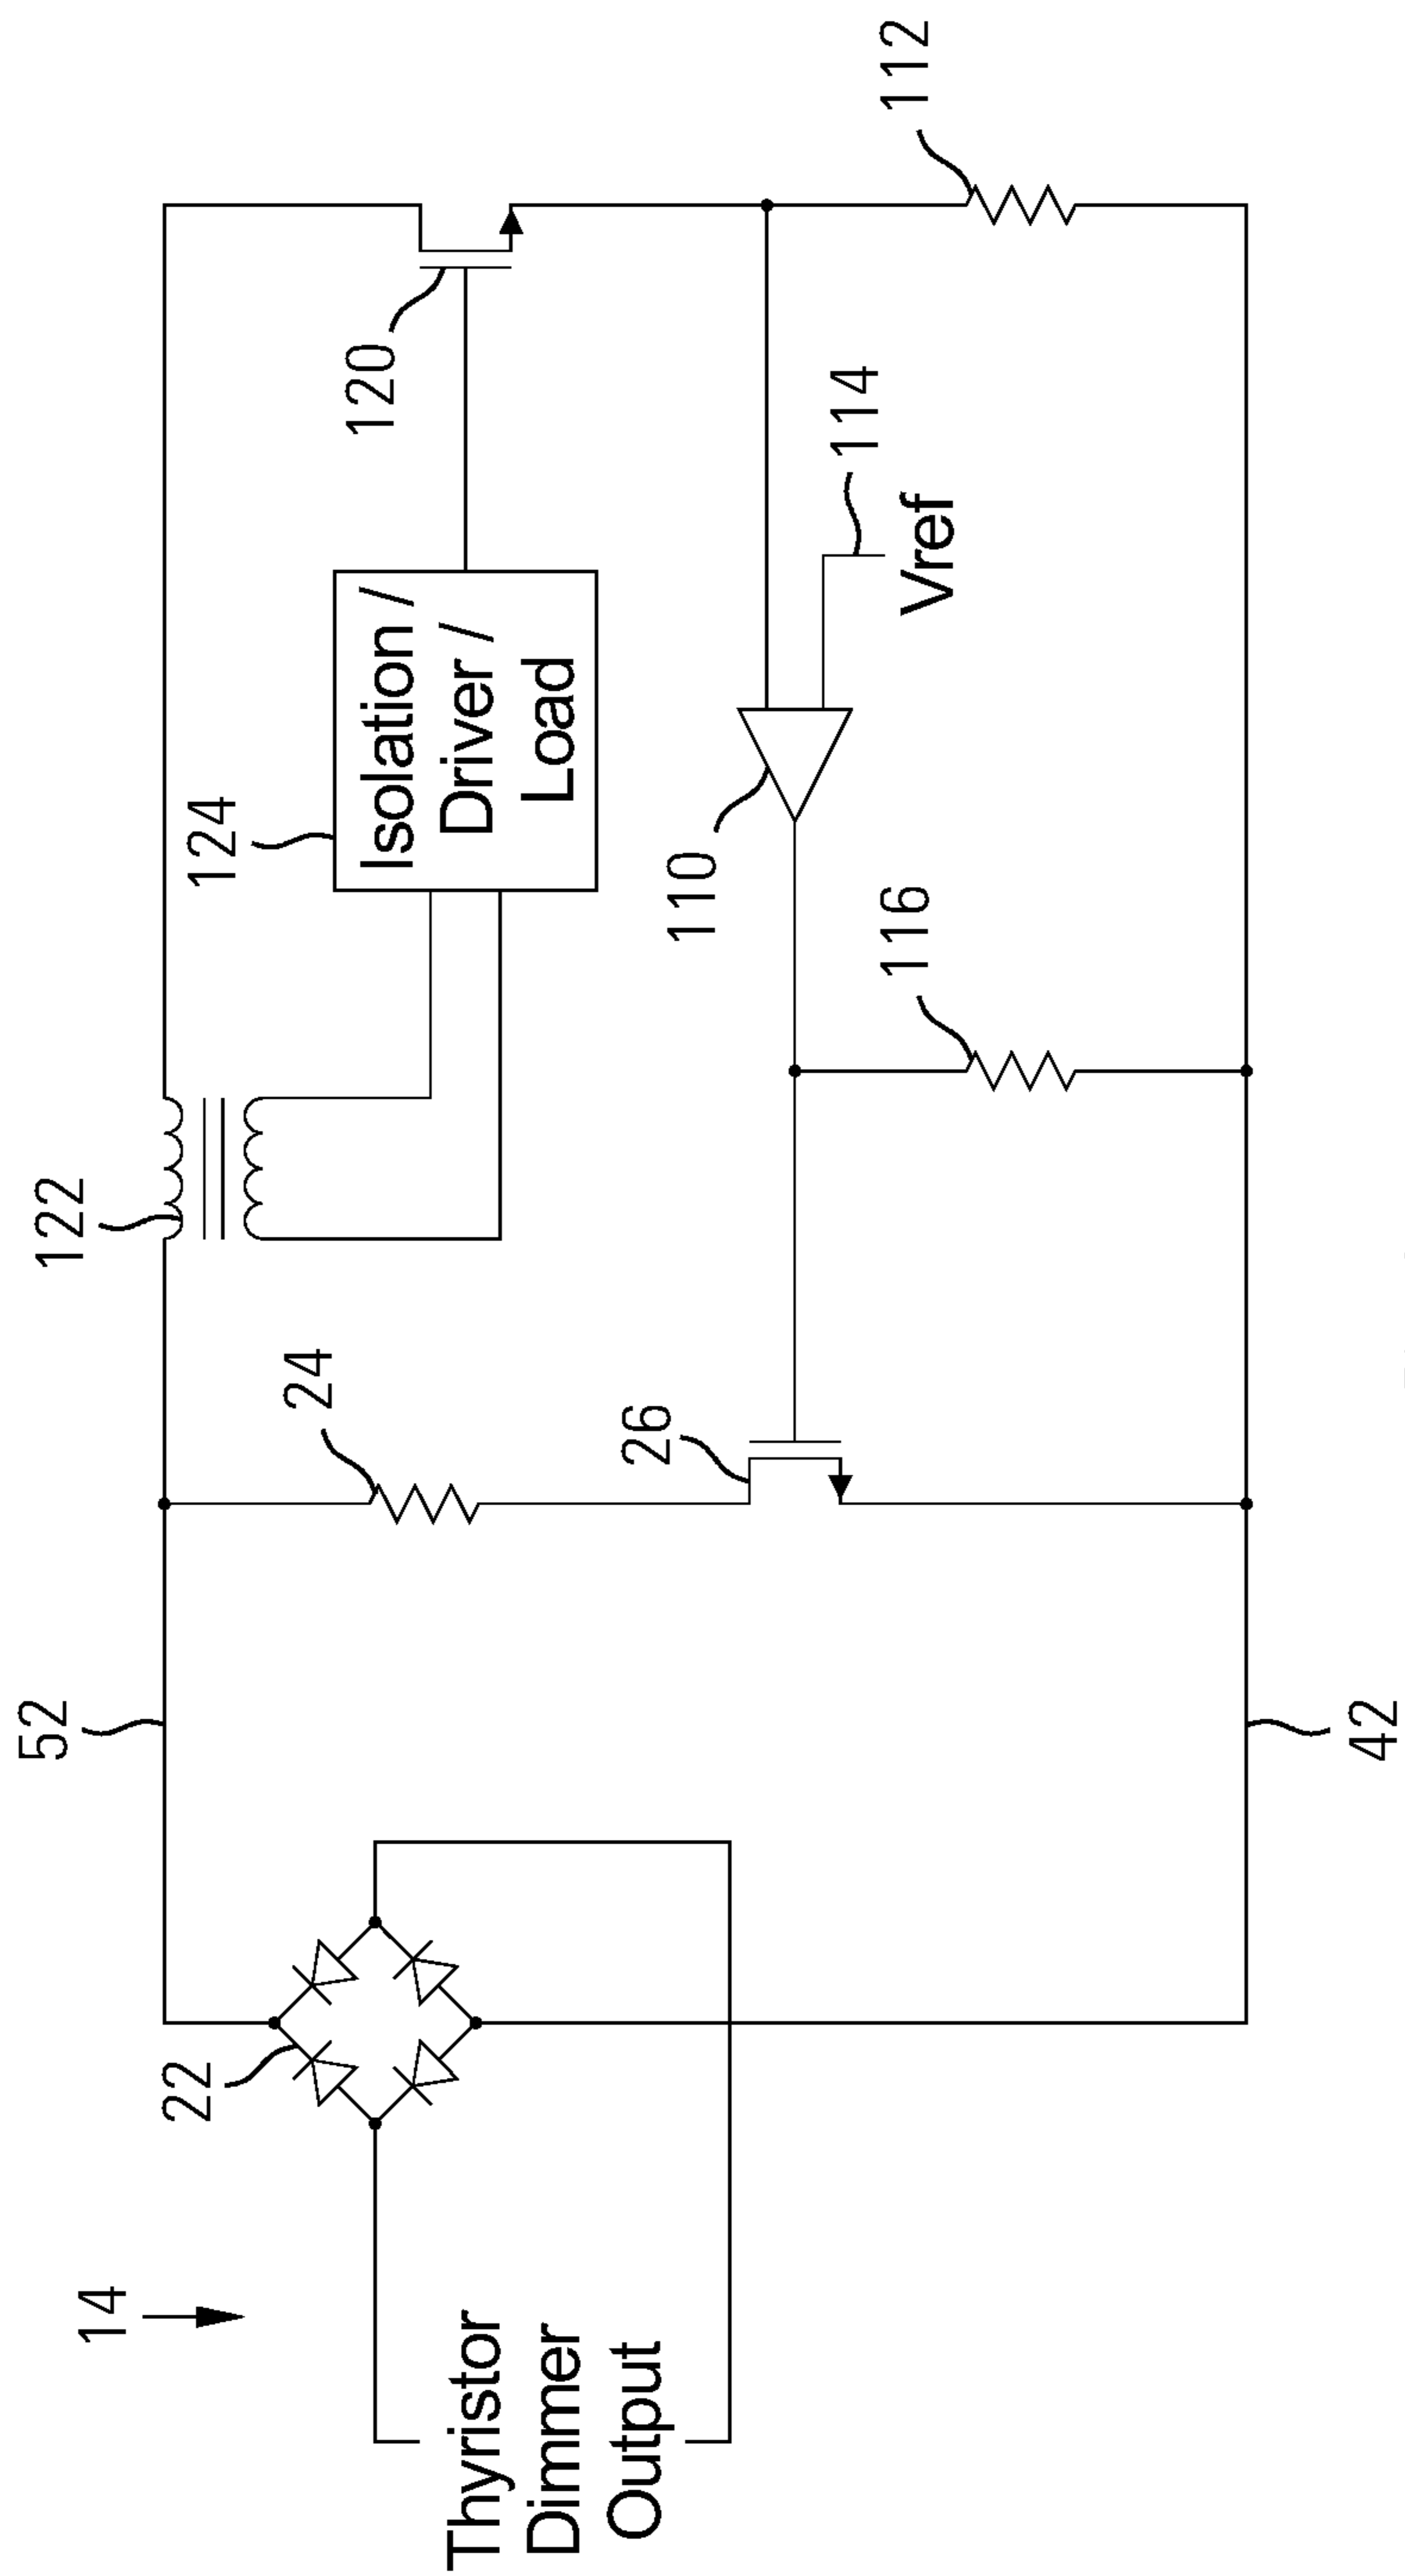 14
Thyristor
Dimmer
Output
22
52
42
24
26
122
124
Isolation /
Driver /
Load
110
116
120
114
Vref
112